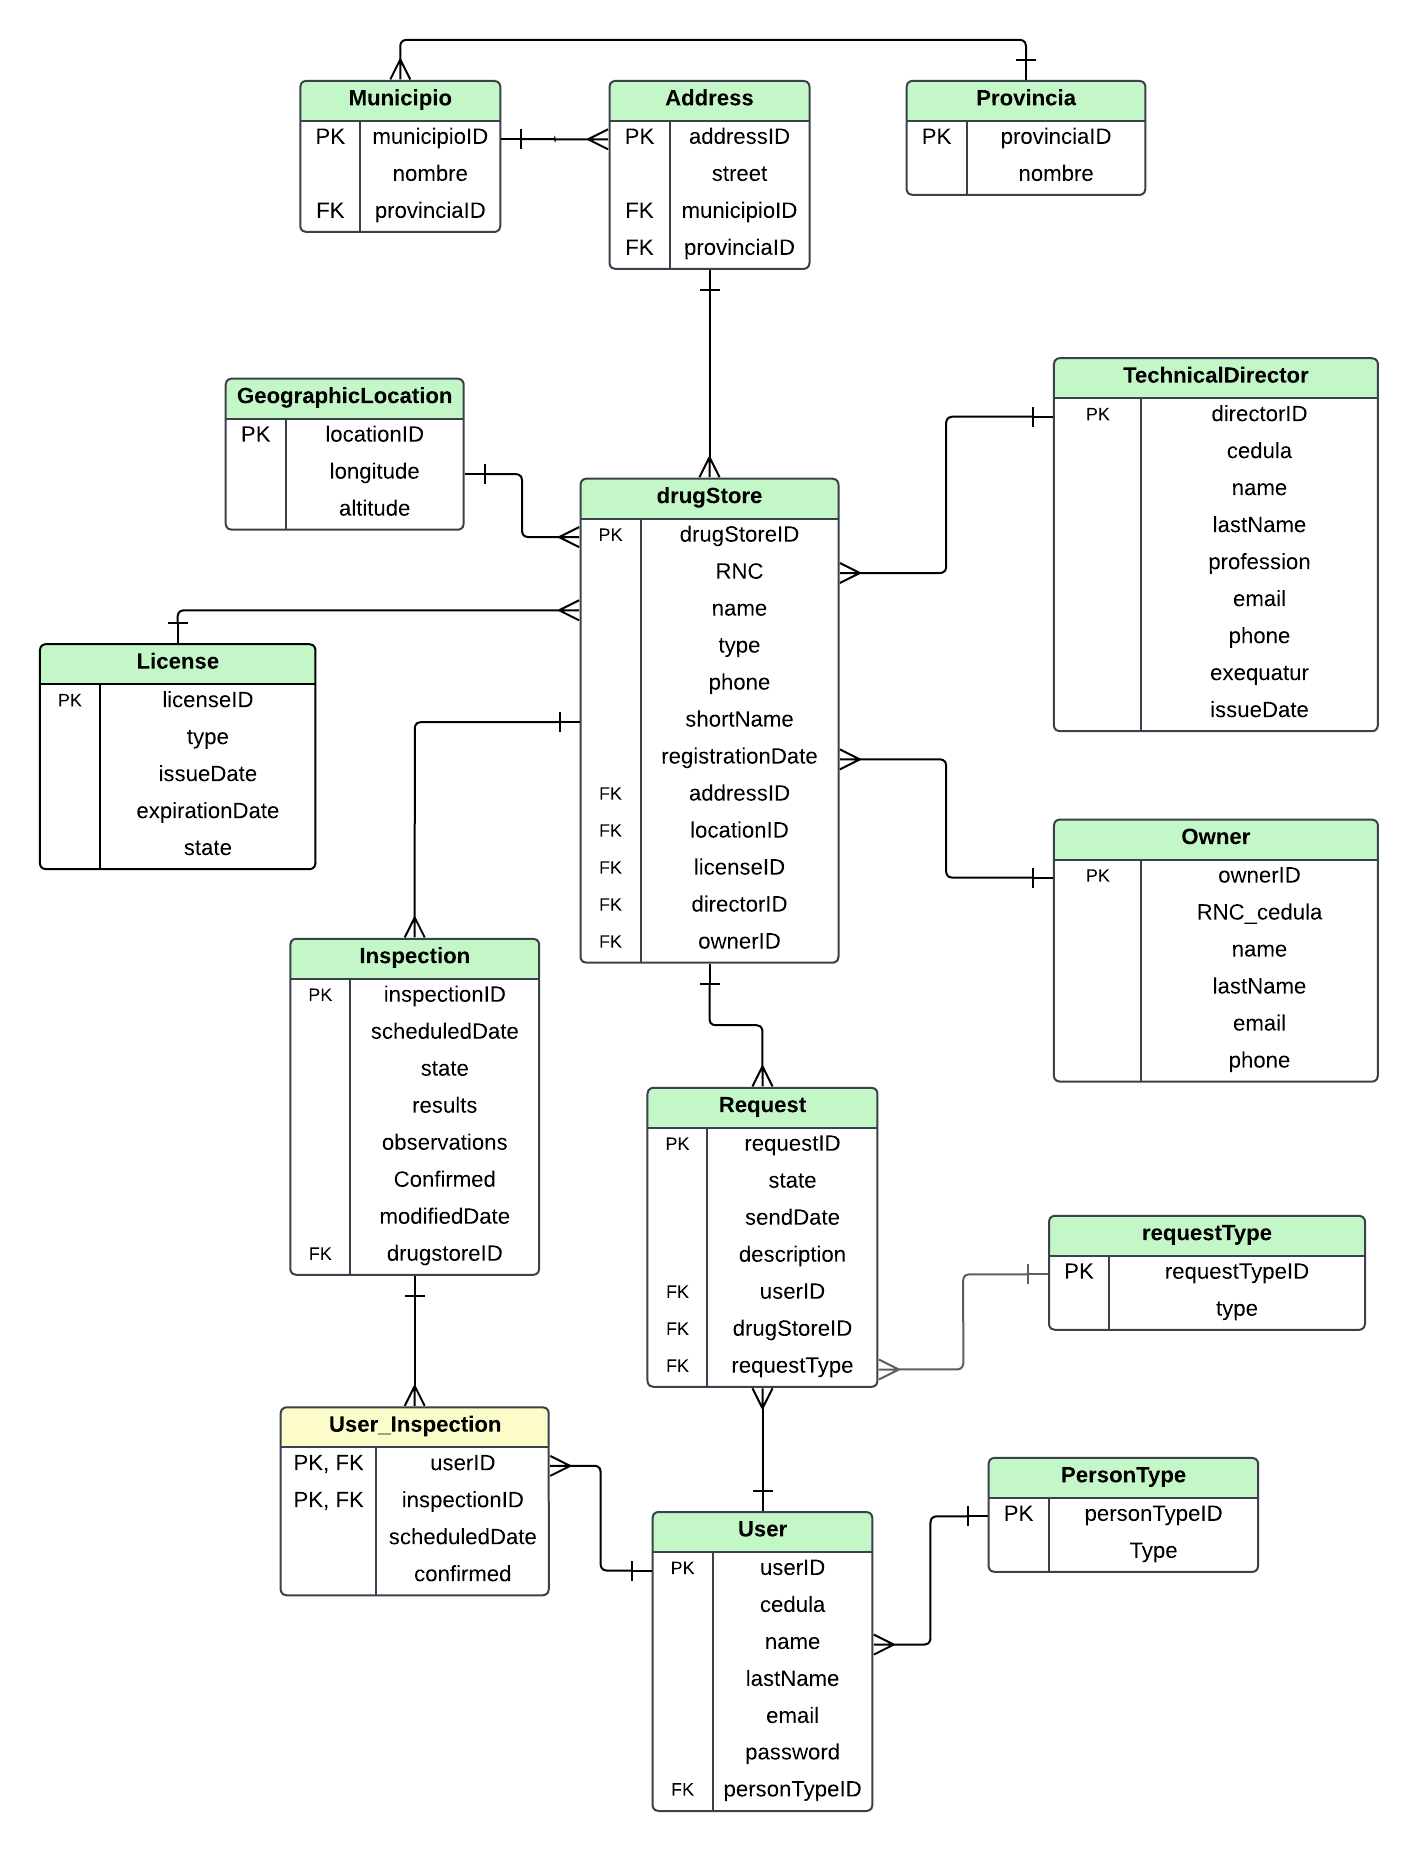 Municipio
PK municipioID
nombre
FK provinciaID
Address
PK addressID
street
FK municipioID
FK provinciaID
Provincia
PK provinciaID
nombre
GeographicLocation
PK locationID
longitude
altitude
TechnicalDirector
PK directorID
cedula
name
lastName
profession
email
phone
exequatur
issueDate
drugStore
PK drugStoreID
RNC
name
type
phone
shortName
registrationDate
FK addressID
FK locationID
FK licenseID
FK directorID
FK ownerID
License
PK licenseID
type
issueDate
expirationDate
state
Owner
PK ownerID
RNC_cedula
name
lastName
email
phone
Inspection
PK inspectionID
scheduledDate
state
results
observations
Confirmed
modifiedDate
FK drugstoreID
Request
PK requestID
state
sendDate
description
FK userID
FK drugStoreID
FK requestType
requestType
PK requestTypeID
type
User_Inspection
PK, FK userID
PK, FK inspectionID
scheduledDate
confirmed
User
PK userID
cedula
name
lastName
email
password
FK personTypeID
PersonType
PK personTypeID
Type